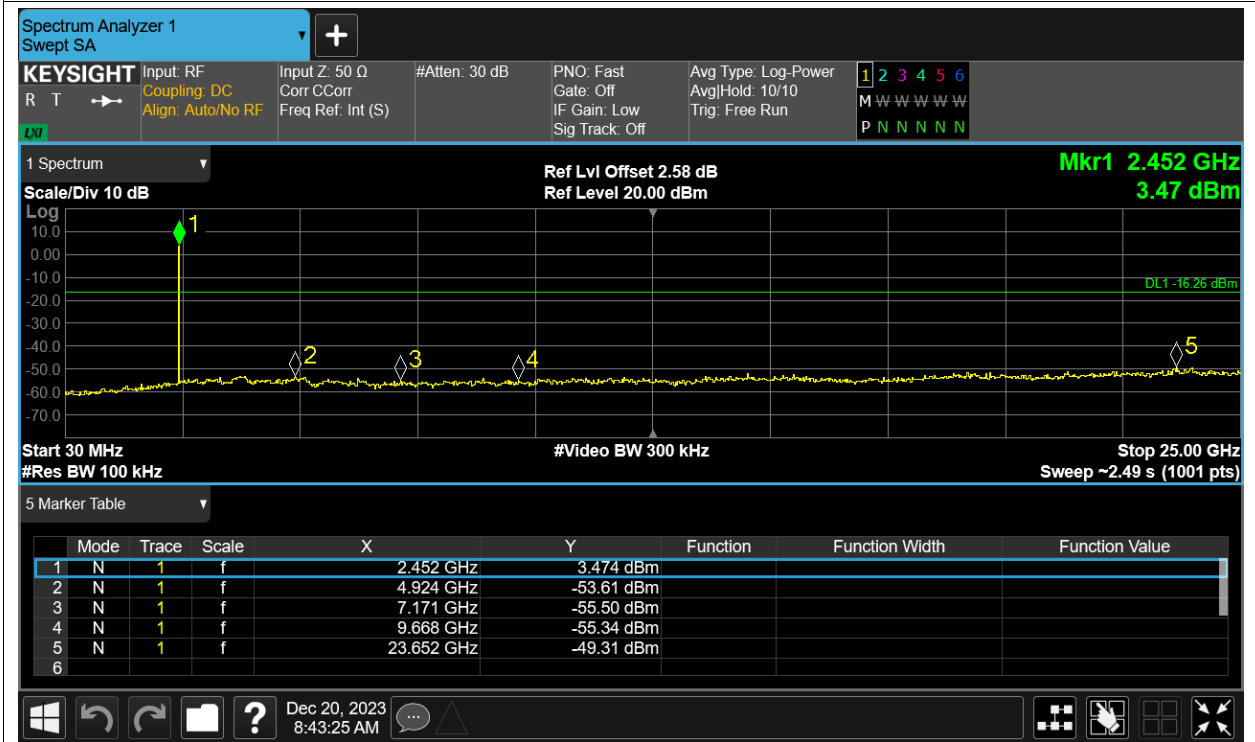 Spectrum Analyzer 1
Swept SA
KEYSIGHT
R T
LXI
Input: RF
Coupling: DC
Align: Auto/No RF
Input Z: 50 Ω
Corr CCorr
Freq Ref: Int (S)
#Atten: 30 dB
PNO: Fast
Gate: Off
IF Gain: Low
Sig Track: Off
Avg Type: Log-Power
Avg|Hold: 10/10
Trig: Free Run
1 2 3 4 5 6
M W W W W W
P N N N N N
1 Spectrum
Scale/Div 10 dB
Ref Lvl Offset 2.58 dB
Ref Level 20.00 dBm
Mkr1 2.452 GHz
3.47 dBm
Log
10.0
0.00
-10.0
-20.0
-30.0
-40.0
-50.0
-60.0
-70.0
1
DL1 -16.26 dBm
2
3
4
5
Start 30 MHz
#Video BW 300 kHz
Stop 25.00 GHz
#Res BW 100 kHz
Sweep ~2.49 s (1001 pts)
5 Marker Table
Mode Trace Scale X Y Function Function Width Function Value
1 N 1 f 2.452 GHz 3.474 dBm
2 N 1 f 4.924 GHz -53.61 dBm
3 N 1 f 7.171 GHz -55.50 dBm
4 N 1 f 9.668 GHz -55.34 dBm
5 N 1 f 23.652 GHz -49.31 dBm
6
?
Dec 20, 2023
8:43:25 AM